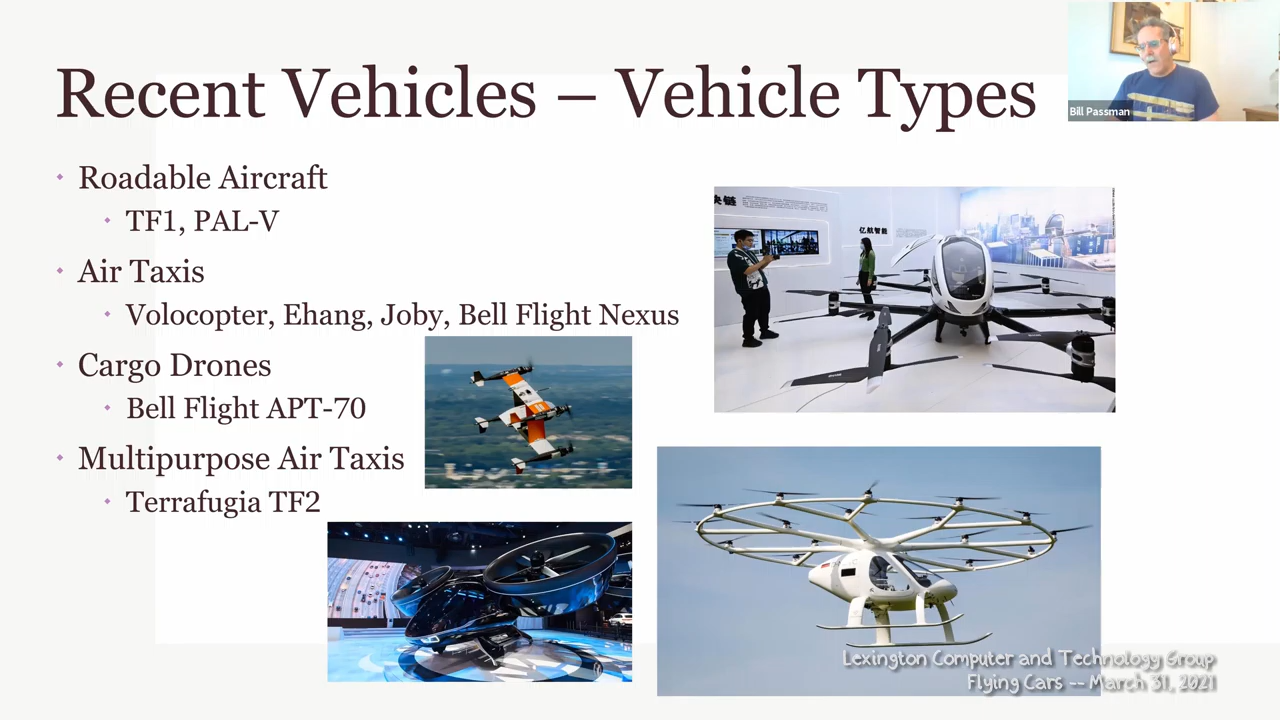 Recent Vehicles – Vehicle Types
Bill Passman
Roadable Aircraft
TF1, PAL-V
Air Taxis
Volocopter, Ehang, Joby, Bell Flight Nexus
Cargo Drones
Bell Flight APT-70
Multipurpose Air Taxis
Terrafugia TF2
块链
亿航智能
Lexington Computer and Technology Group
Flying Cars -- March 31, 2021